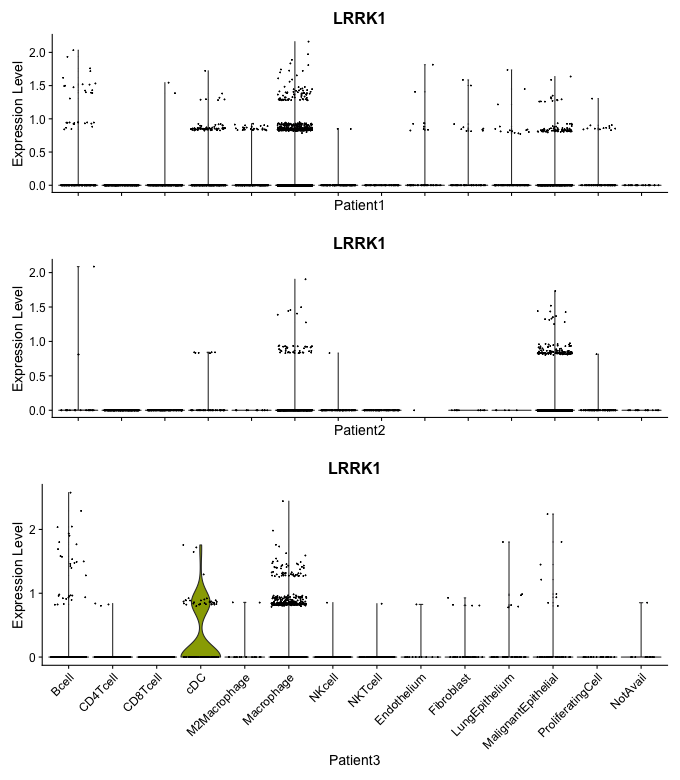 LRRK1
Expression Level
2.0
1.5
1.0
0.5
0.0
Patient1
LRRK1
Expression Level
2.0
1.5
1.0
0.5
0.0
Patient2
LRRK1
Expression Level
2
1
0
Bcell
CD4Tcell
CD8Tcell
cDC
M2Macrophage
Macrophage
NKcell
NKTcell
Endothelium
Fibroblast
LungEpithelium
MalignantEpithelial
ProliferatingCell
NotAvail
Patient3